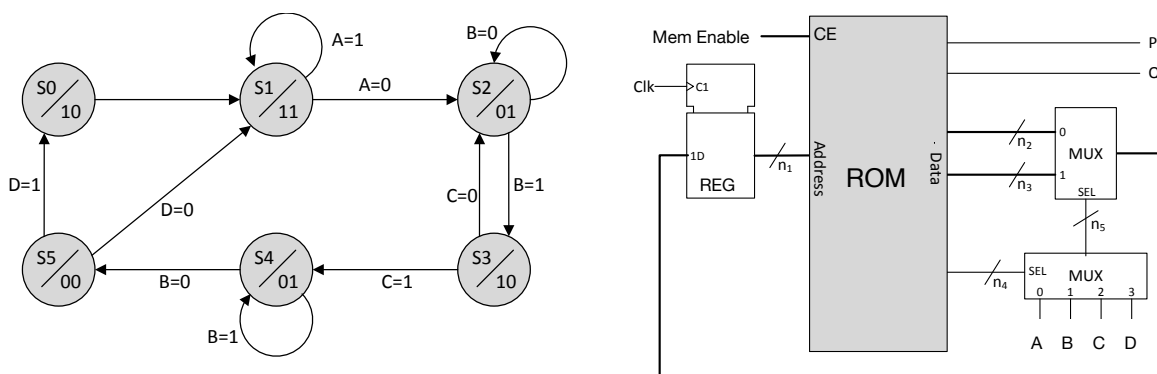 A=1
B=0
S0
10
S1
11
A=0
S2
01
D=1
D=0
C=0
B=1
S5
00
B=0
S4
01
C=1
S3
10
B=1
Mem Enable
CE
Clk
C1
1D
REG
n1
Address
ROM
Data
P
n2
0
MUX
n3
1
SEL
n5
n4
SEL
MUX
0 1 2 3
A B C D